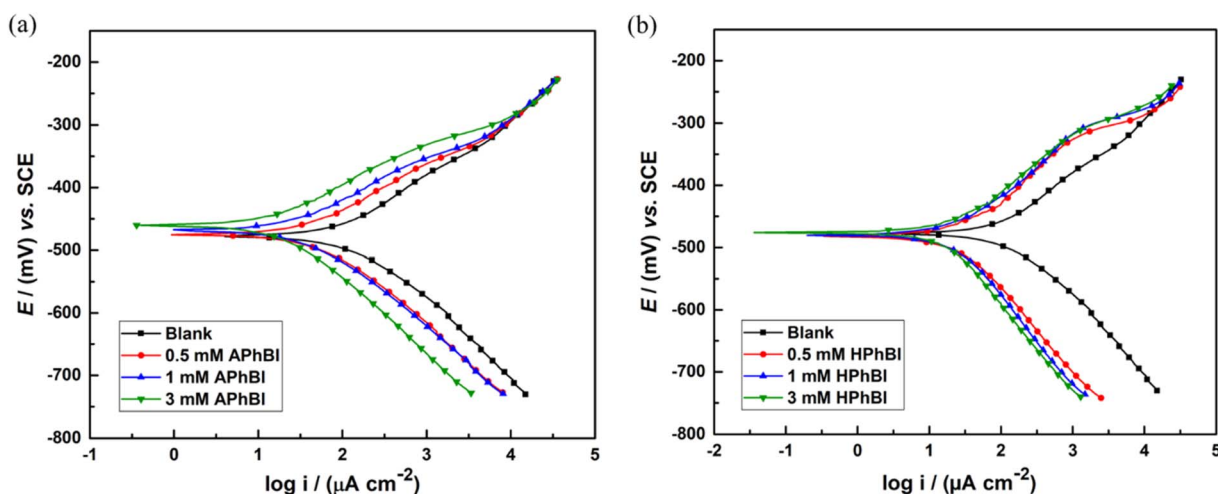 (a)
-200
-300
-400
-500
-600
-700
-800
E / (mV) vs. SCE
Blank
0.5 mM APhBI
1 mM APhBI
3 mM APhBI
-1 0 1 2 3 4 5
log i / (μA cm-2)
(b)
-200
-300
-400
-500
-600
-700
-800
E / (mV) vs. SCE
Blank
0.5 mM HPhBI
1 mM HPhBI
3 mM HPhBI
-2 -1 0 1 2 3 4 5
log i / (μA cm-2)